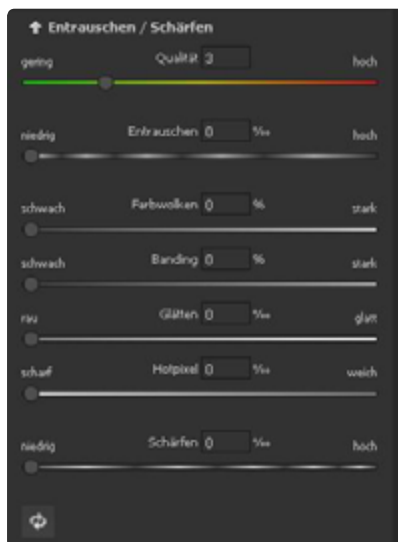 Entrauschen / Schärfen
gering Qualität 3 hoch
niedrig Entrauschen 0 ‰ hoch
schwach Farbwolken 0 % stark
schwach Banding 0 % stark
rau Glätten 0 ‰ glatt
scharf Hotpixel 0 ‰ weich
niedrig Schärfen 0 ‰ hoch